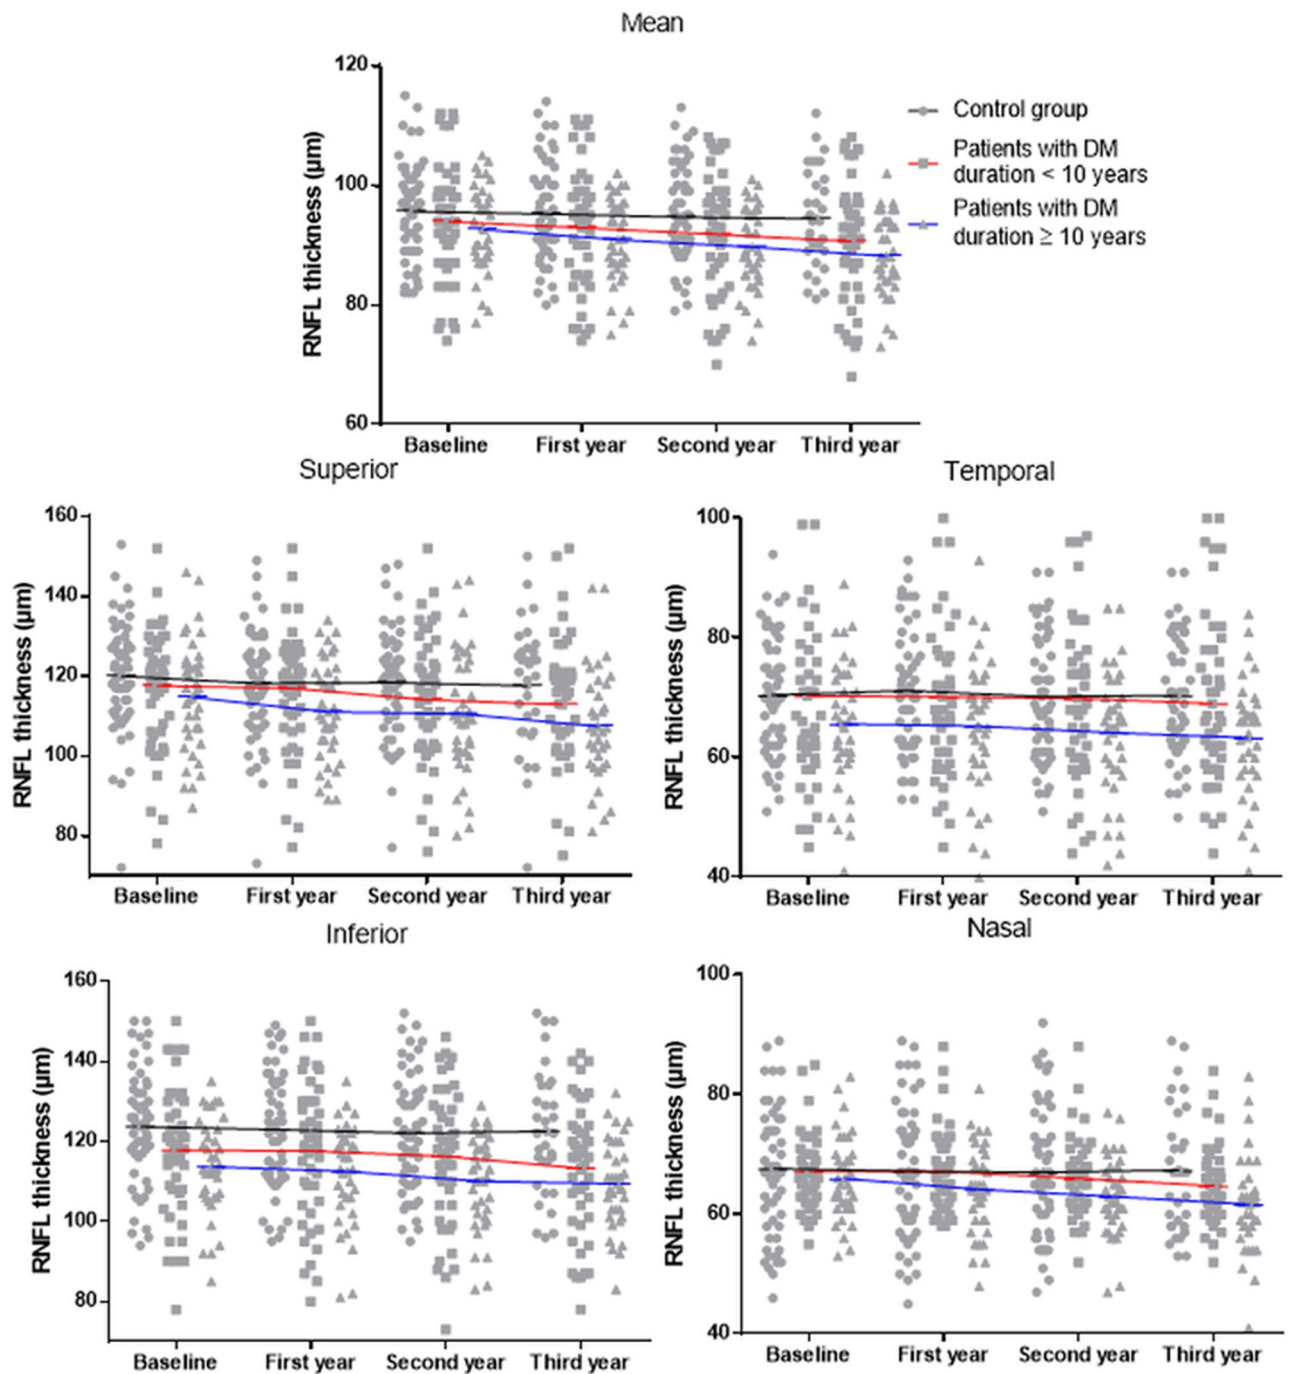 Mean
120
100
80
60
RNFL thickness (µm)
Baseline First year Second year Third year
Control group
Patients with DM
duration < 10 years
Patients with DM
duration ≥ 10 years
Superior
160
140
120
100
80
RNFL thickness (µm)
Baseline First year Second year Third year
Temporal
100
80
60
40
RNFL thickness (µm)
Baseline First year Second year Third year
Inferior
160
140
120
100
80
RNFL thickness (µm)
Baseline First year Second year Third year
Nasal
100
80
60
40
RNFL thickness (µm)
Baseline First year Second year Third year